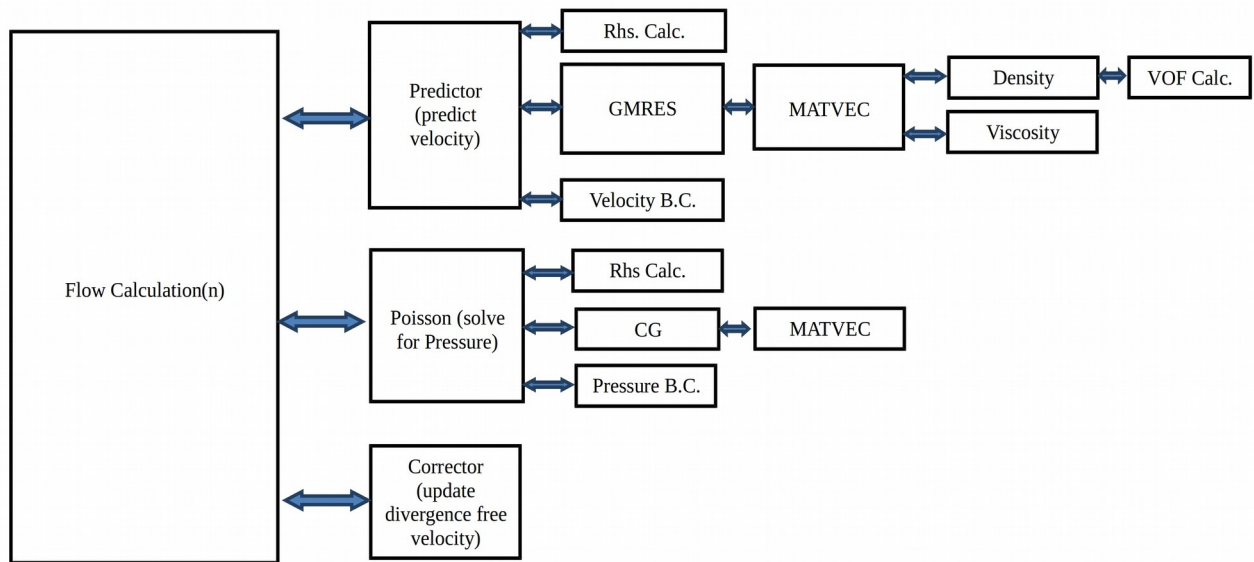 Flow Calculation(n)
Predictor
(predict
velocity)
Rhs. Calc.
GMRES
MATVEC
Density
VOF Calc.
Viscosity
Velocity B.C.
Poisson (solve
for Pressure)
Rhs Calc.
CG
MATVEC
Pressure B.C.
Corrector
(update
divergence free
velocity)